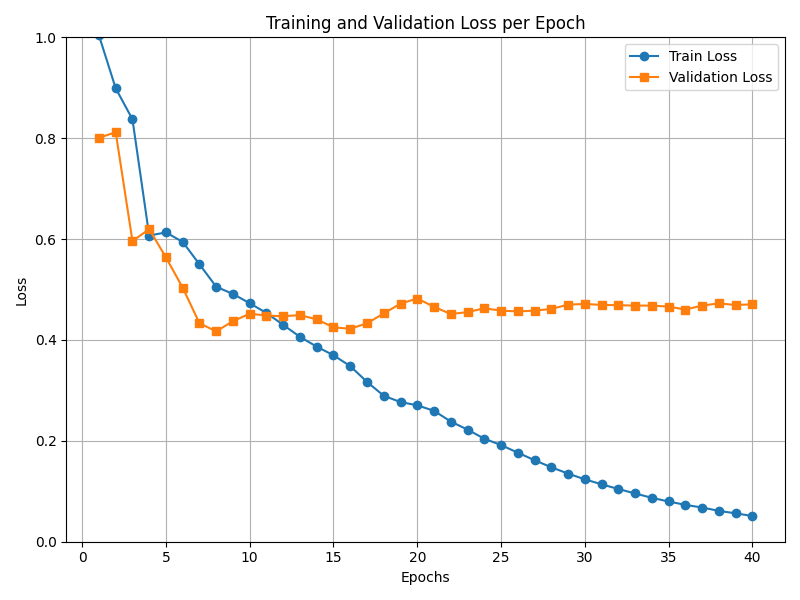 Training and Validation Loss per Epoch
Train Loss
Validation Loss
Loss
1.0
0.8
0.6
0.4
0.2
0.0
0 5 10 15 20 25 30 35 40
Epochs